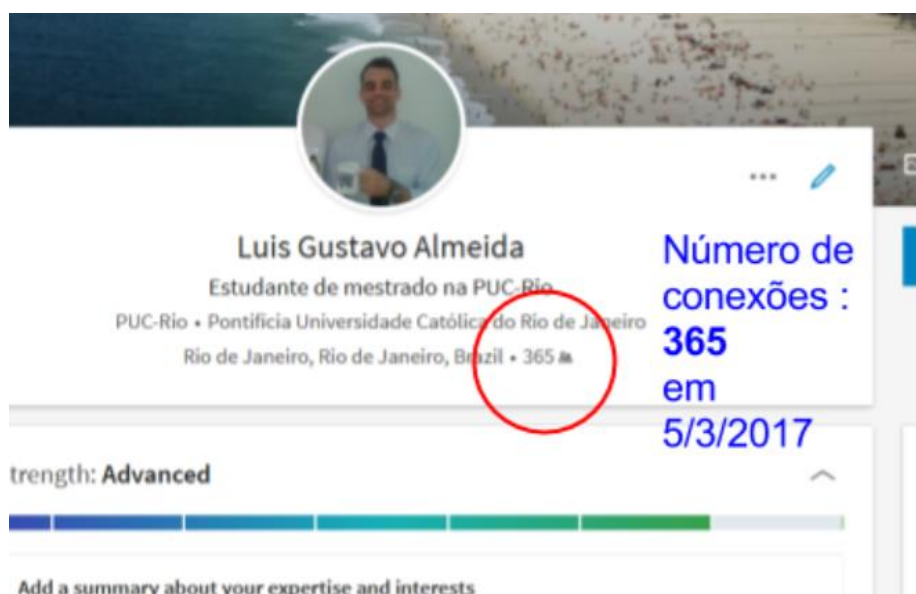 Luis Gustavo Almeida
Estudante de mestrado na PUC-Rio
PUC-Rio • Pontifícia Universidade Católica do Rio de Janeiro
Rio de Janeiro, Rio de Janeiro, Brazil • 365
Número de
conexões :
365
em
5/3/2017
trength: Advanced
Add a summary about your expertise and interests